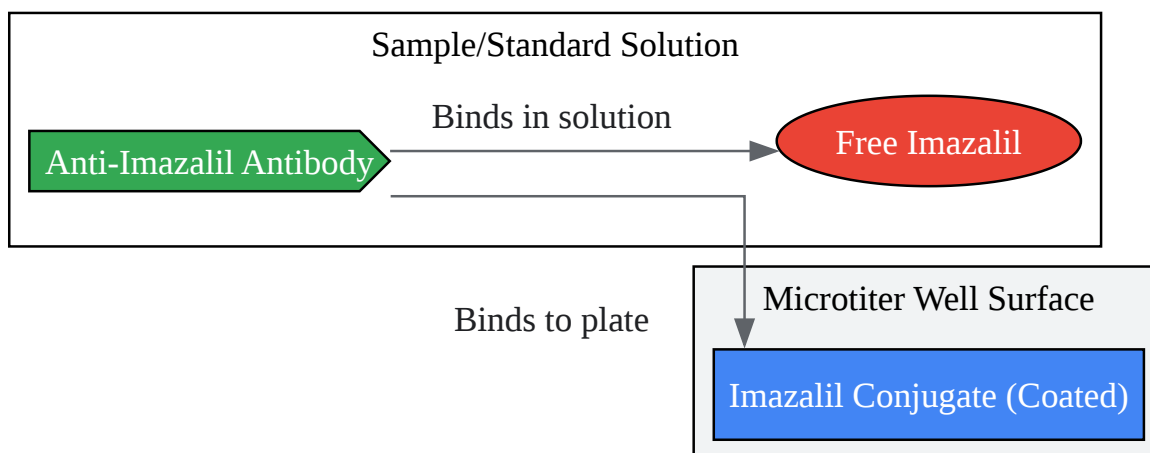 Sample/Standard Solution
Binds in solution
Free Imazalil
Anti-Imazalil Antibody
Microtiter Well Surface
Binds to plate
Imazalil Conjugate (Coated)